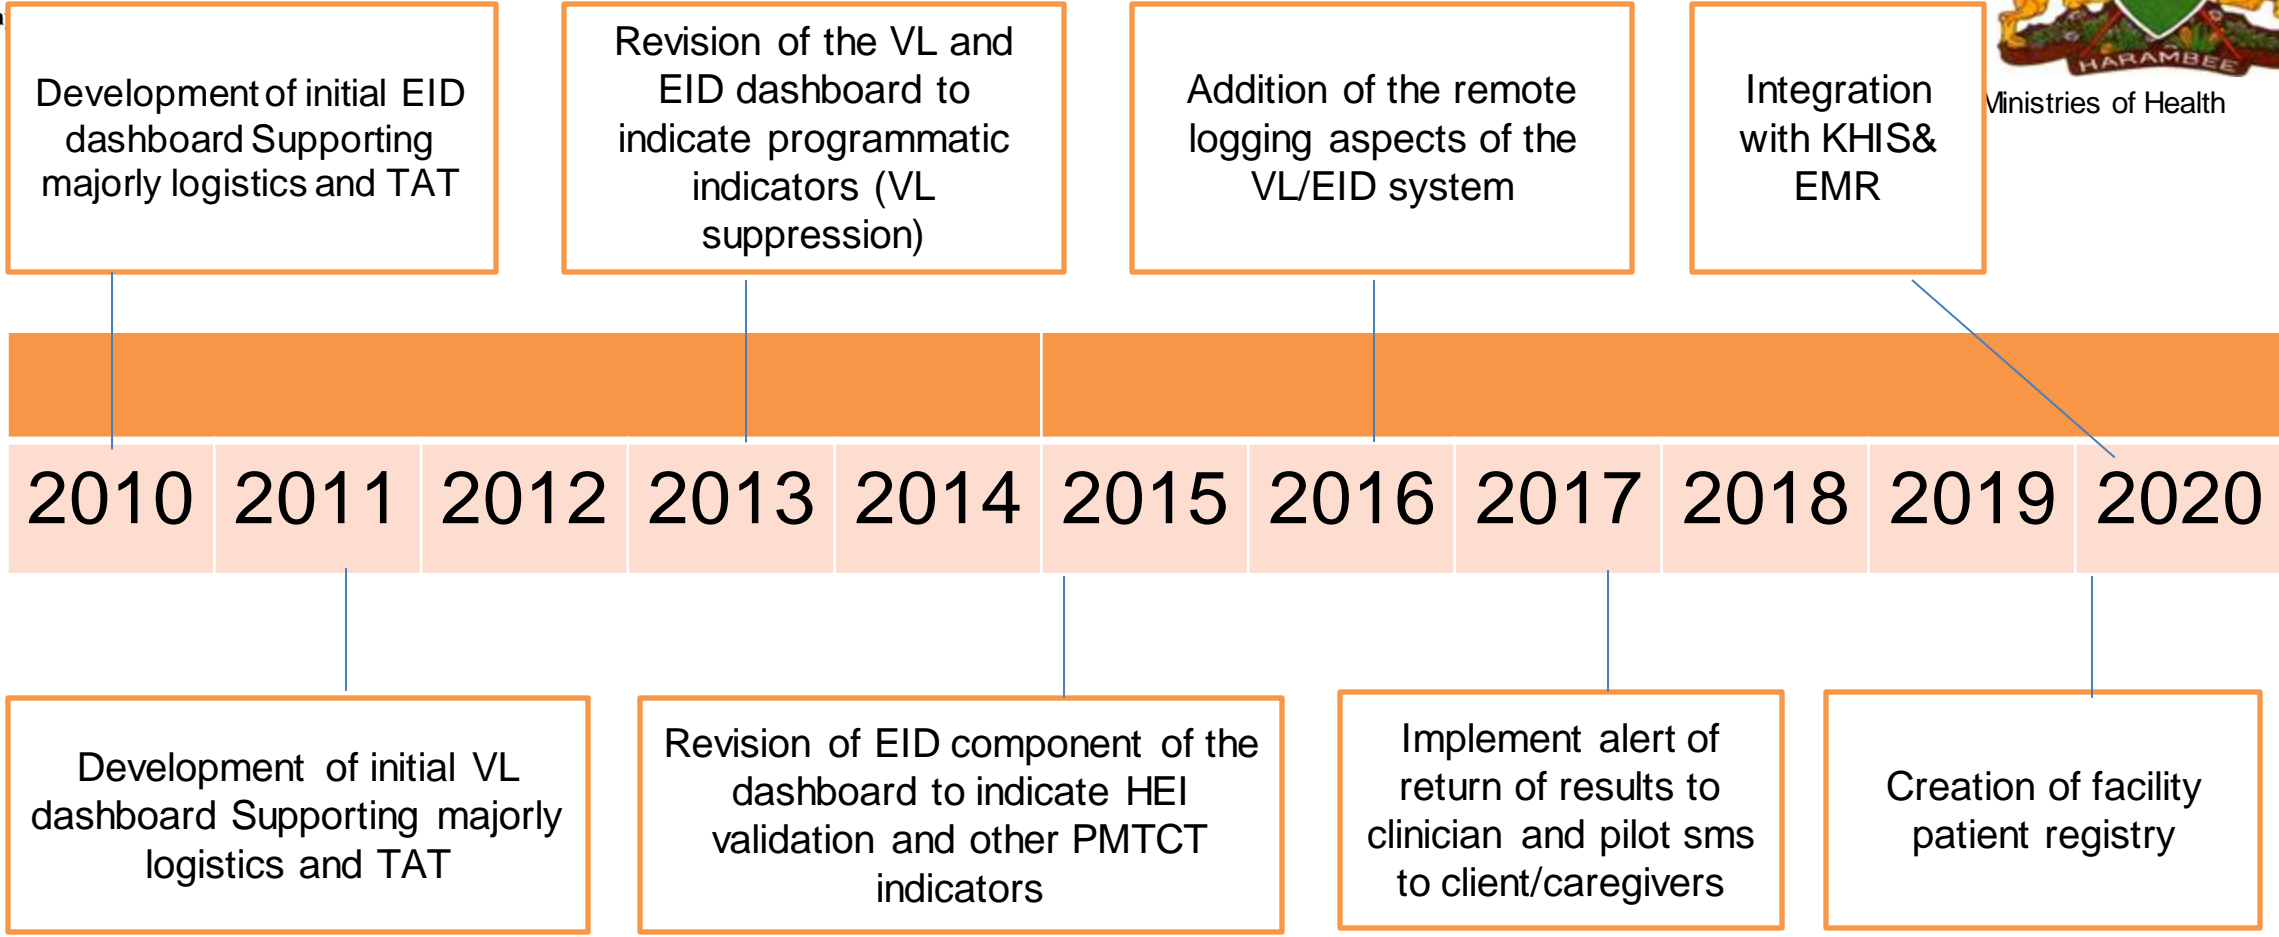 Development of initial EID
dashboard Supporting
majorly logistics and TAT
Revision of the VL and
EID dashboard to
indicate programmatic
indicators (VL
suppression)
Addition of the remote
logging aspects of the
VL/EID system
Integration
with KHIS&
EMR
HARAMBEE
Ministries of Health
2010 2011 2012 2013 2014 2015 2016 2017 2018 2019 2020
Development of initial VL
dashboard Supporting majorly
logistics and TAT
Revision of EID component of the
dashboard to indicate HEI
validation and other PMTCT
indicators
Implement alert of
return of results to
clinician and pilot sms
to client/caregivers
Creation of facility
patient registry